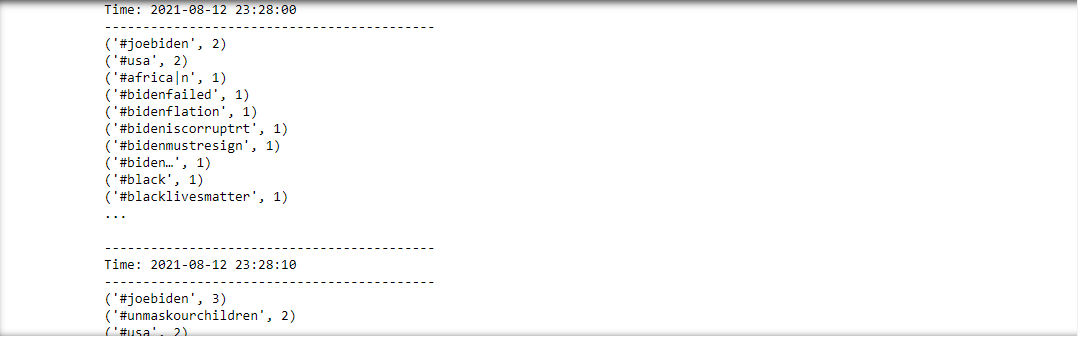 Time: 2021-08-12 23:28:00
-------------------------------------------
('#joebiden', 2)
('#usa', 2)
('#africa|n', 1)
('#bidenfailed', 1)
('#bidenflation', 1)
('#bideniscorruptrt', 1)
('#bidenmustresign', 1)
('#biden…', 1)
('#black', 1)
('#blacklivesmatter', 1)
...
-------------------------------------------
Time: 2021-08-12 23:28:10
-------------------------------------------
('#joebiden', 3)
('#unmaskourchildren', 2)
('#usa', 2)